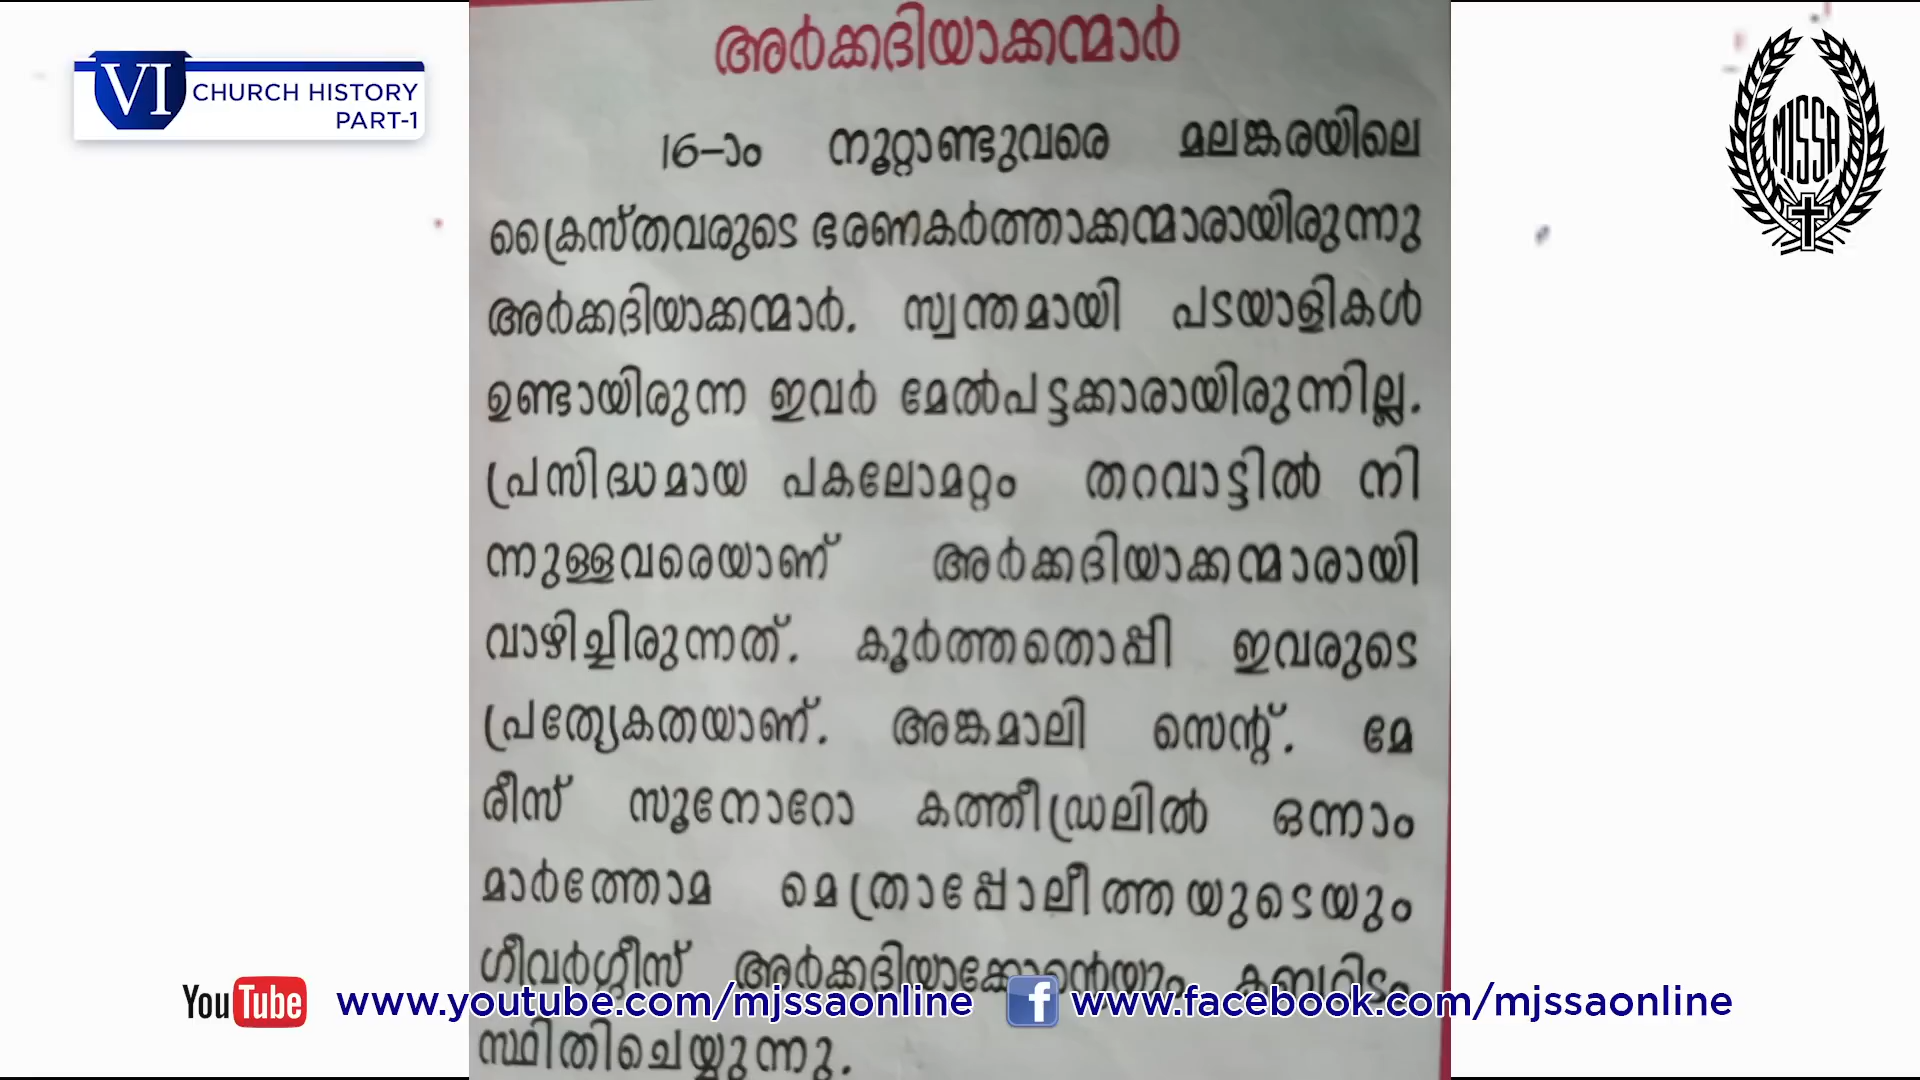 VI
CHURCH HISTORY
PART-1
MJSSA
അർക്കദിയാക്കന്മാർ
16-ാം നൂറ്റാണ്ടുവരെ മലങ്കരയിലെ
ക്രൈസ്തവരുടെ ഭരണകർത്താക്കന്മാരായിരുന്നു
അർക്കദിയാക്കന്മാർ. സ്വന്തമായി പടയാളികൾ
ഉണ്ടായിരുന്ന ഇവർ മേൽപട്ടക്കാരായിരുന്നില്ല.
പ്രസിദ്ധമായ പകലോമറ്റം തറവാട്ടിൽ നി
ന്നുള്ളവരെയാണ് അർക്കദിയാക്കന്മാരായി
വാഴിച്ചിരുന്നത്. കൂർത്തതൊപ്പി ഇവരുടെ
പ്രത്യേകതയാണ്. അങ്കമാലി സെന്റ്. മേ
രീസ് സൂനോറോ കത്തീഡ്രലിൽ ഒന്നാം
മാർത്തോമ മെത്രാപ്പോലീത്തയുടെയും
ഗീവർഗ്ഗീസ് അർക്കദിയാക്കോന്റെയും കബറിടം
സ്ഥിതിചെയ്യുന്നു.
YouTube www.youtube.com/mjssaonline f www.facebook.com/mjssaonline